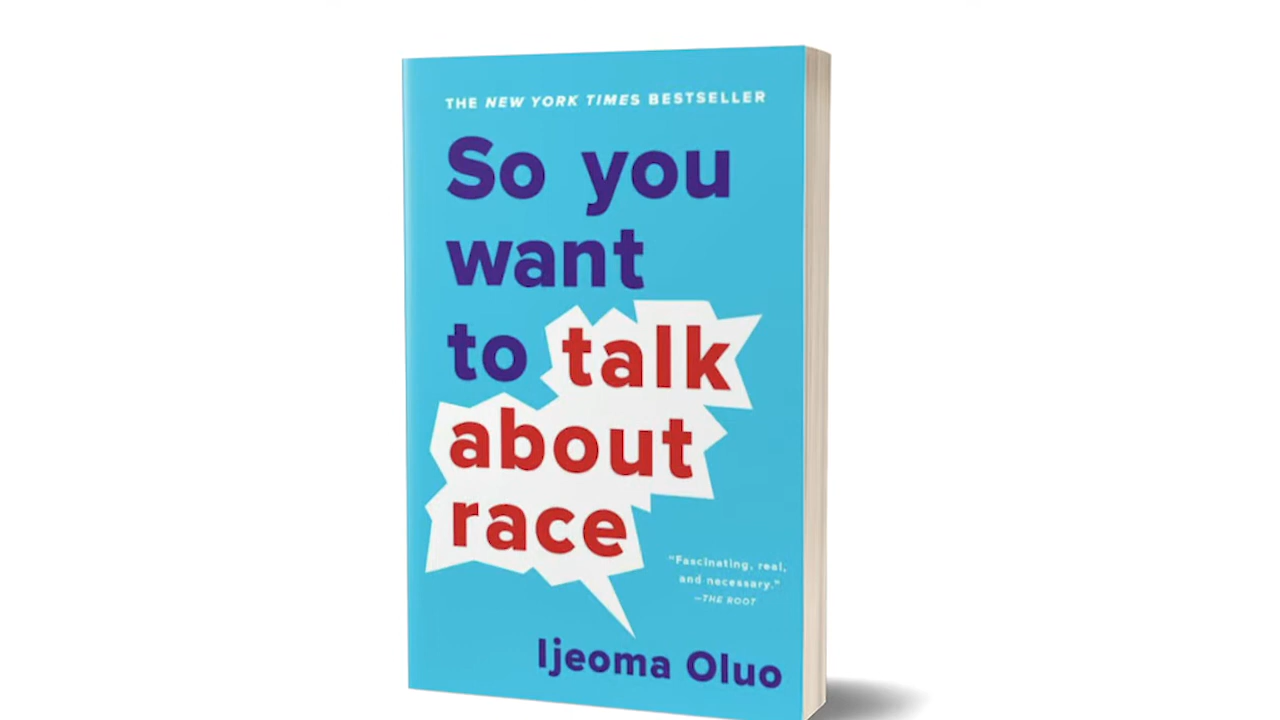 THE NEW YORK TIMES BESTSELLER
So you
want
to talk
about
race
“Fascinating, real,
and necessary.”
—THE ROOT
Ijeoma Oluo